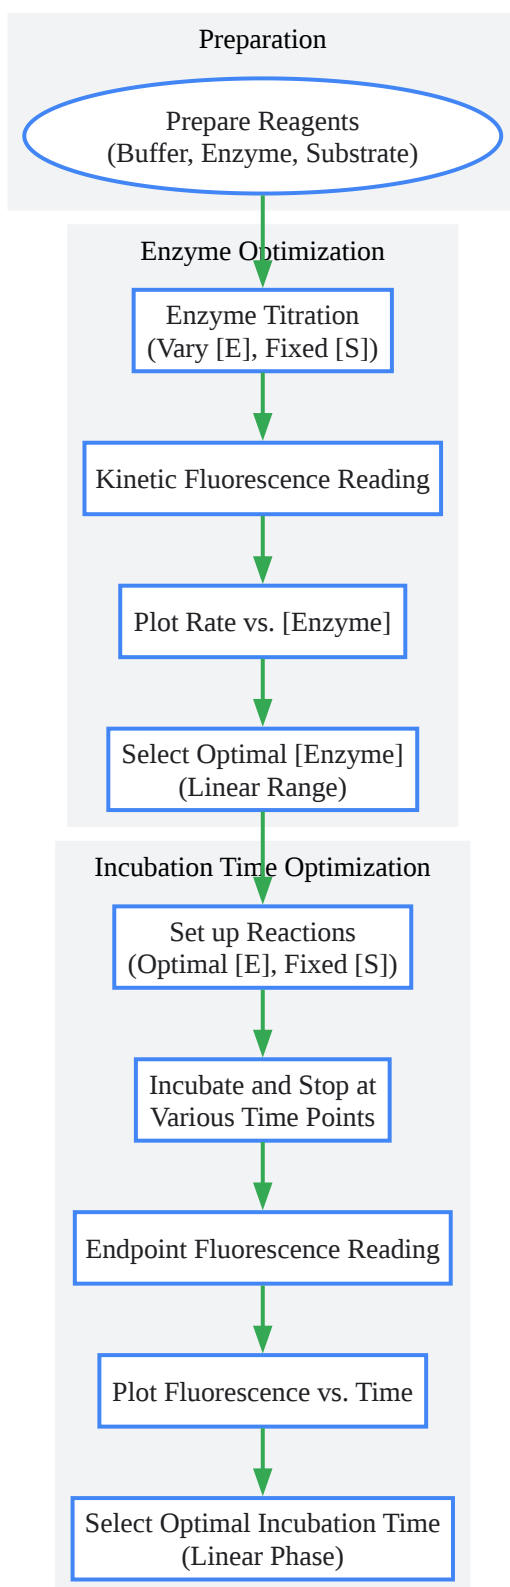 Preparation
Prepare Reagents
(Buffer, Enzyme, Substrate)
Enzyme Optimization
Enzyme Titration
(Vary [E], Fixed [S])
Kinetic Fluorescence Reading
Plot Rate vs. [Enzyme]
Select Optimal [Enzyme]
(Linear Range)
Incubation Time Optimization
Set up Reactions
(Optimal [E], Fixed [S])
Incubate and Stop at
Various Time Points
Endpoint Fluorescence Reading
Plot Fluorescence vs. Time
Select Optimal Incubation Time
(Linear Phase)